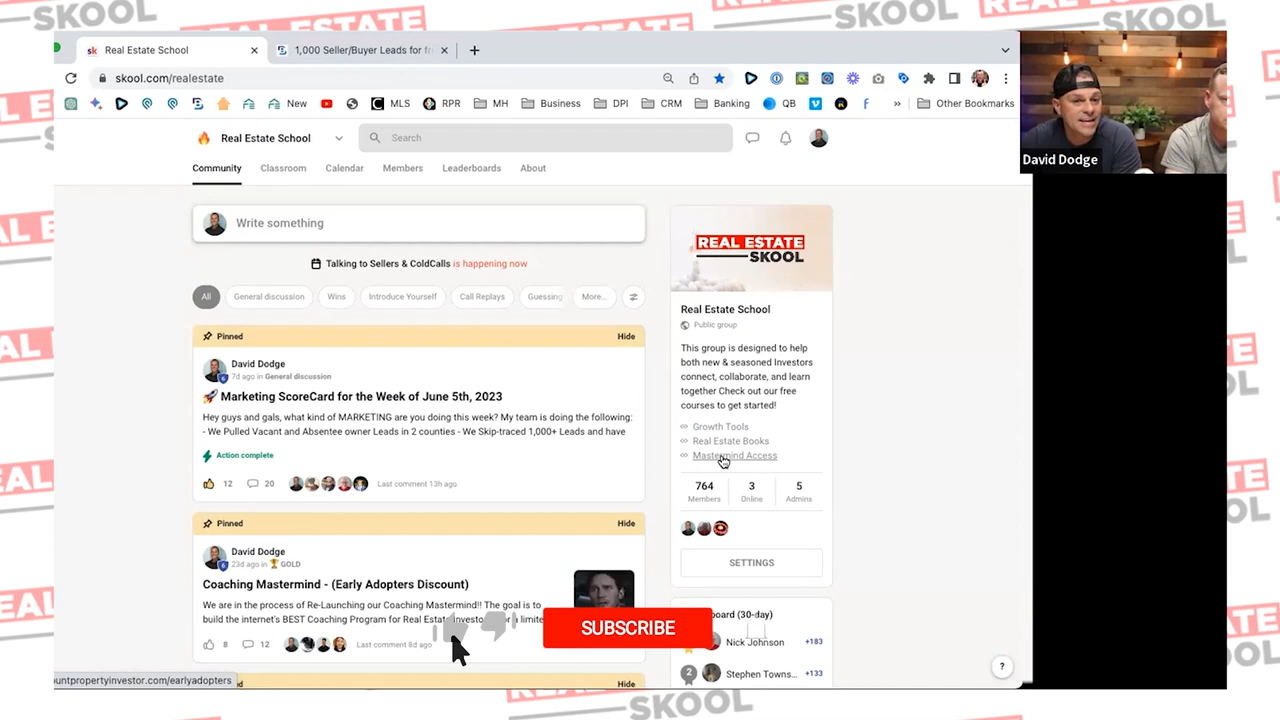 REAL ESTATE
SKOOL
Real Estate School
1,000 Seller/Buyer Leads for fr
skool.com/realestate
New
MLS
RPR
MH
Business
DPI
CRM
Banking
QB
»
Other Bookmarks
David Dodge
Real Estate School
Search
Community
Classroom
Calendar
Members
Leaderboards
About
Write something
Talking to Sellers & ColdCalls is happening now
All
General discussion
Wins
Introduce Yourself
Call Replays
Guessing
More...
Pinned
Hide
David Dodge
7d ago in General discussion
🚀 Marketing ScoreCard for the Week of June 5th, 2023
Hey guys and gals, what kind of MARKETING are you doing this week? My team is doing the following:
- We Pulled Vacant and Absentee owner Leads in 2 counties - We Skip-traced 1,000+ Leads and have
Action complete
12
20
Last comment 13h ago
Pinned
Hide
David Dodge
23d ago in 🏆 GOLD
Coaching Mastermind - (Early Adopters Discount)
We are in the process of Re-Launching our Coaching Mastermind!! The goal is to
build the internet's BEST Coaching Program for Real Estate
8
12
Last comment 8d ago
Hide
REAL ESTATE
SKOOL
Real Estate School
Public group
This group is designed to help
both new & seasoned Investors
connect, collaborate, and learn
together Check out our free
courses to get started!
Growth Tools
Real Estate Books
Mastermind Access
764
Members
3
Online
5
Admins
SETTINGS
board (30-day)
Nick Johnson
+183
2
Stephen Towns...
+133
SUBSCRIBE
?
ountpropertyinvestor.com/earlyadopters
SKOOL